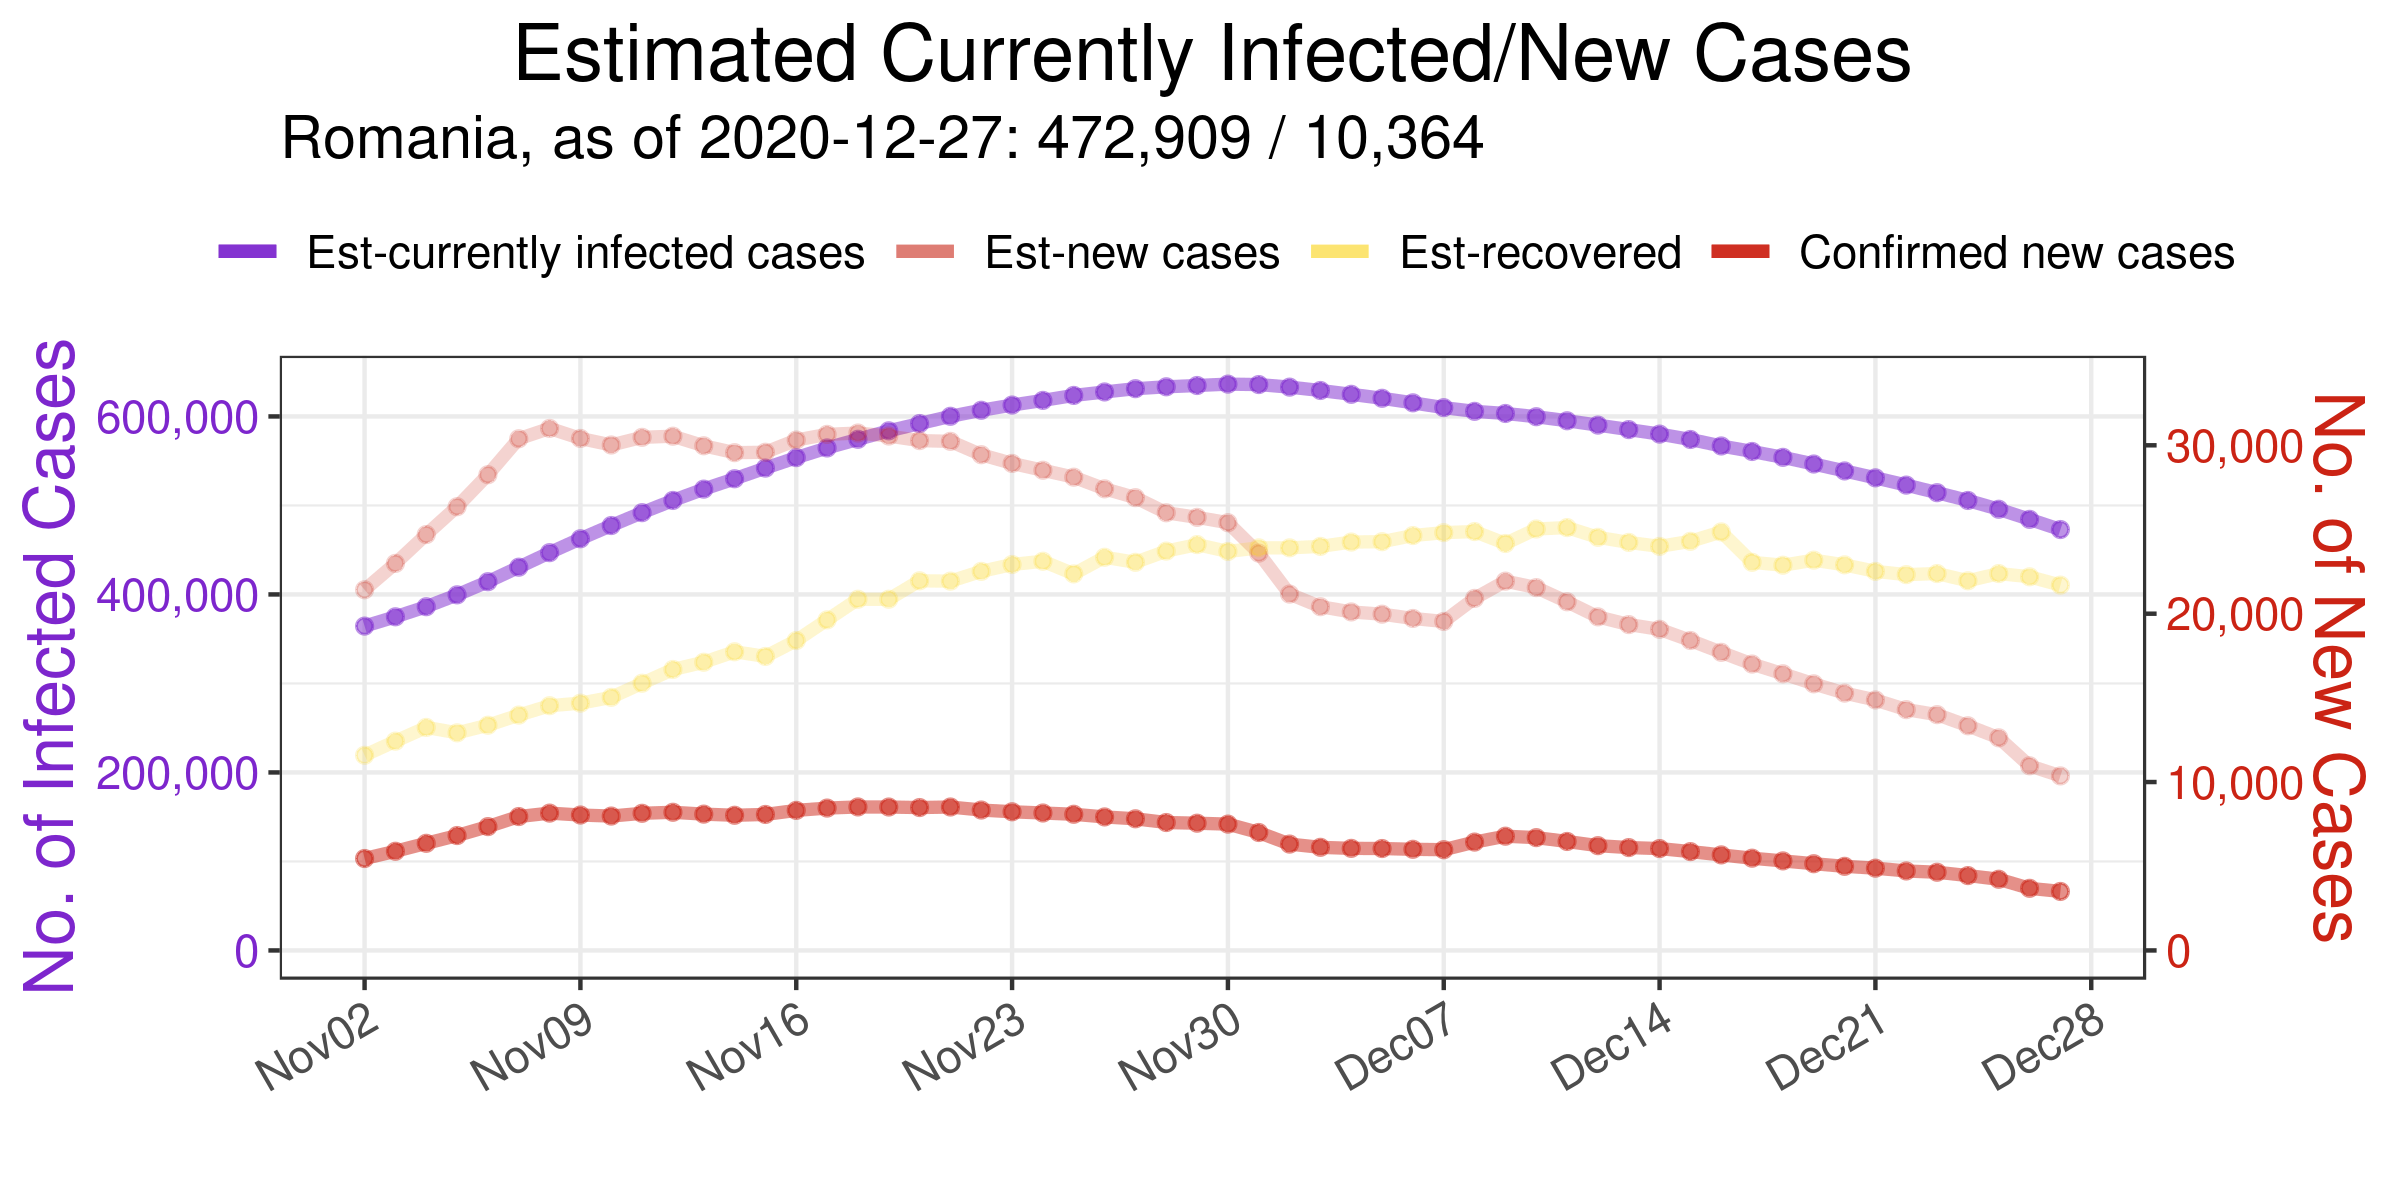 Estimated Currently Infected/New Cases
Romania, as of 2020-12-27: 472,909 / 10,364
Est-currently infected cases Est-new cases Est-recovered Confirmed new cases
No. of Infected Cases
600,000
400,000
200,000
0
30,000
20,000
10,000
0
No. of New Cases
Nov02 Nov09 Nov16 Nov23 Nov30 Dec07 Dec14 Dec21 Dec28